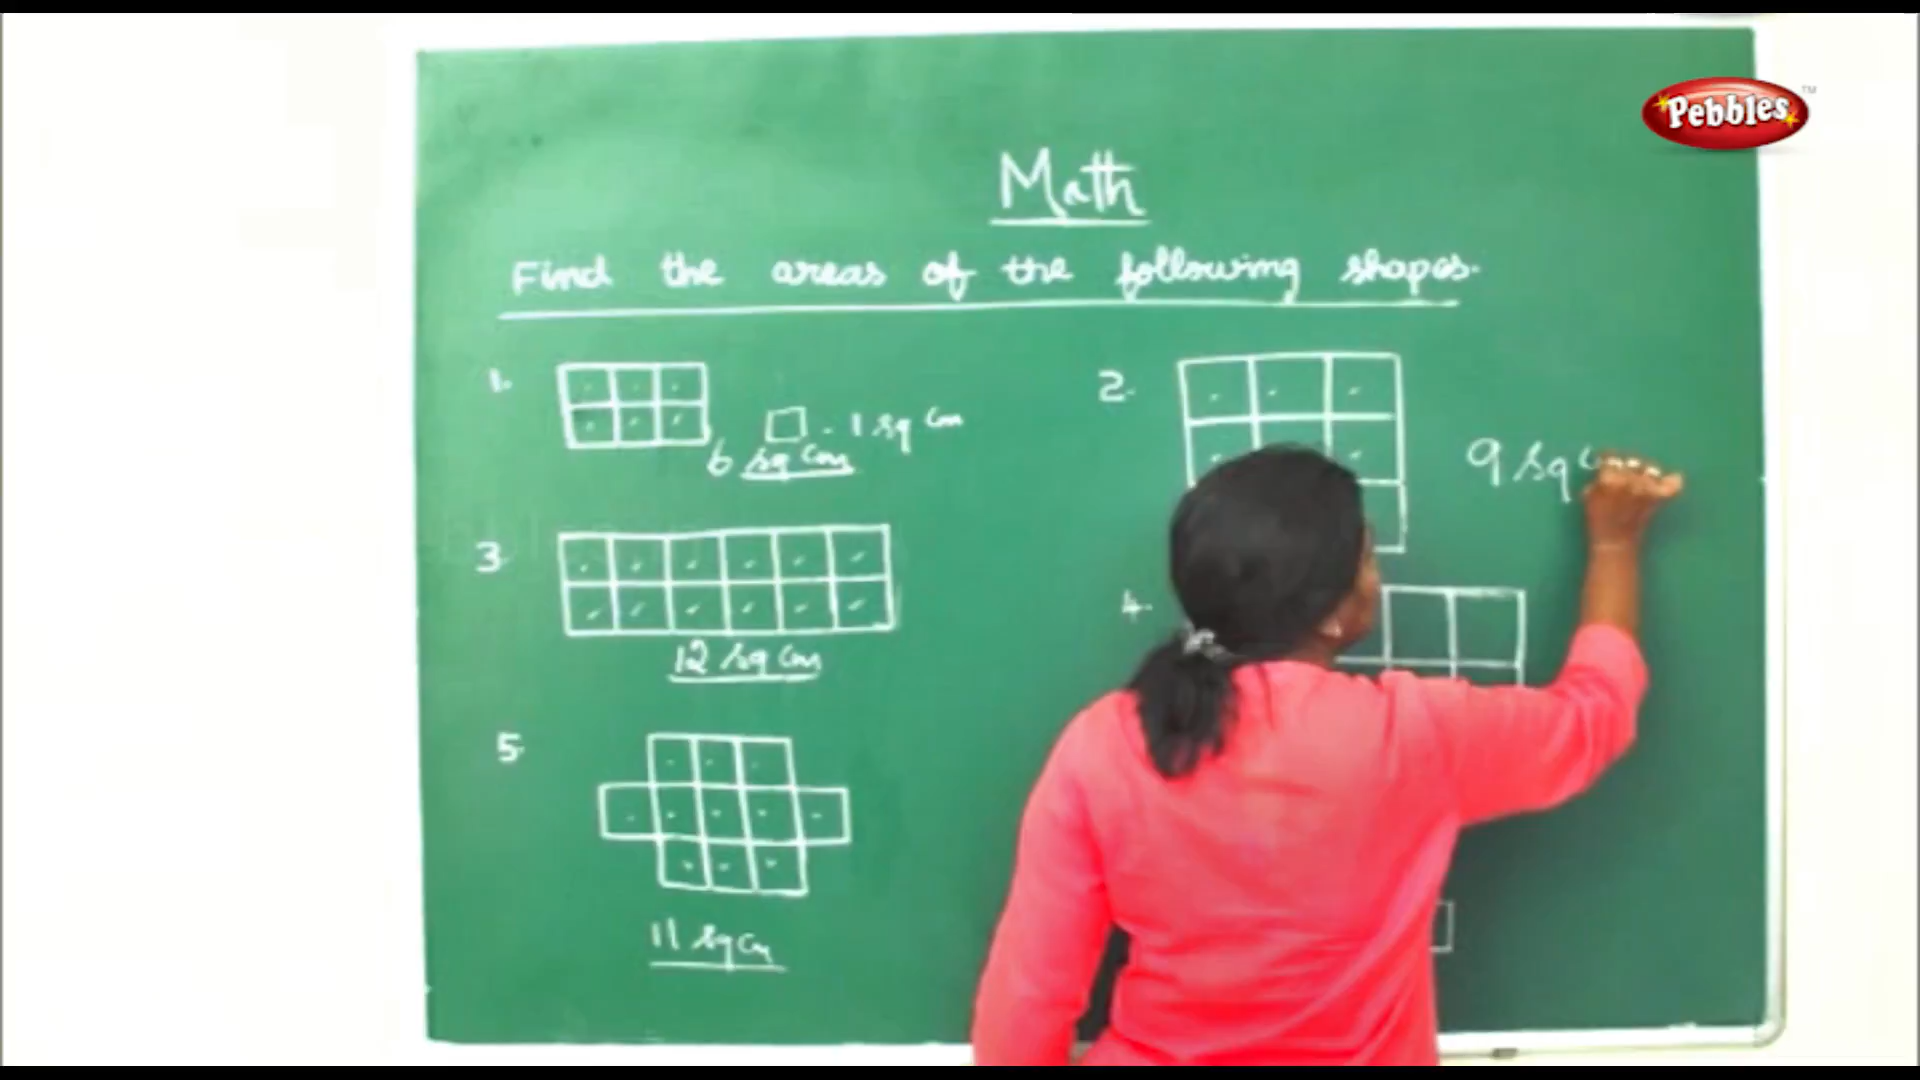 Pebbles™
Math
Find the areas of the following shapes.
1.
- 1 sq cm
6 sq cm
2.
9 sq
3.
12 sq cm
4.
5.
11 sq cm